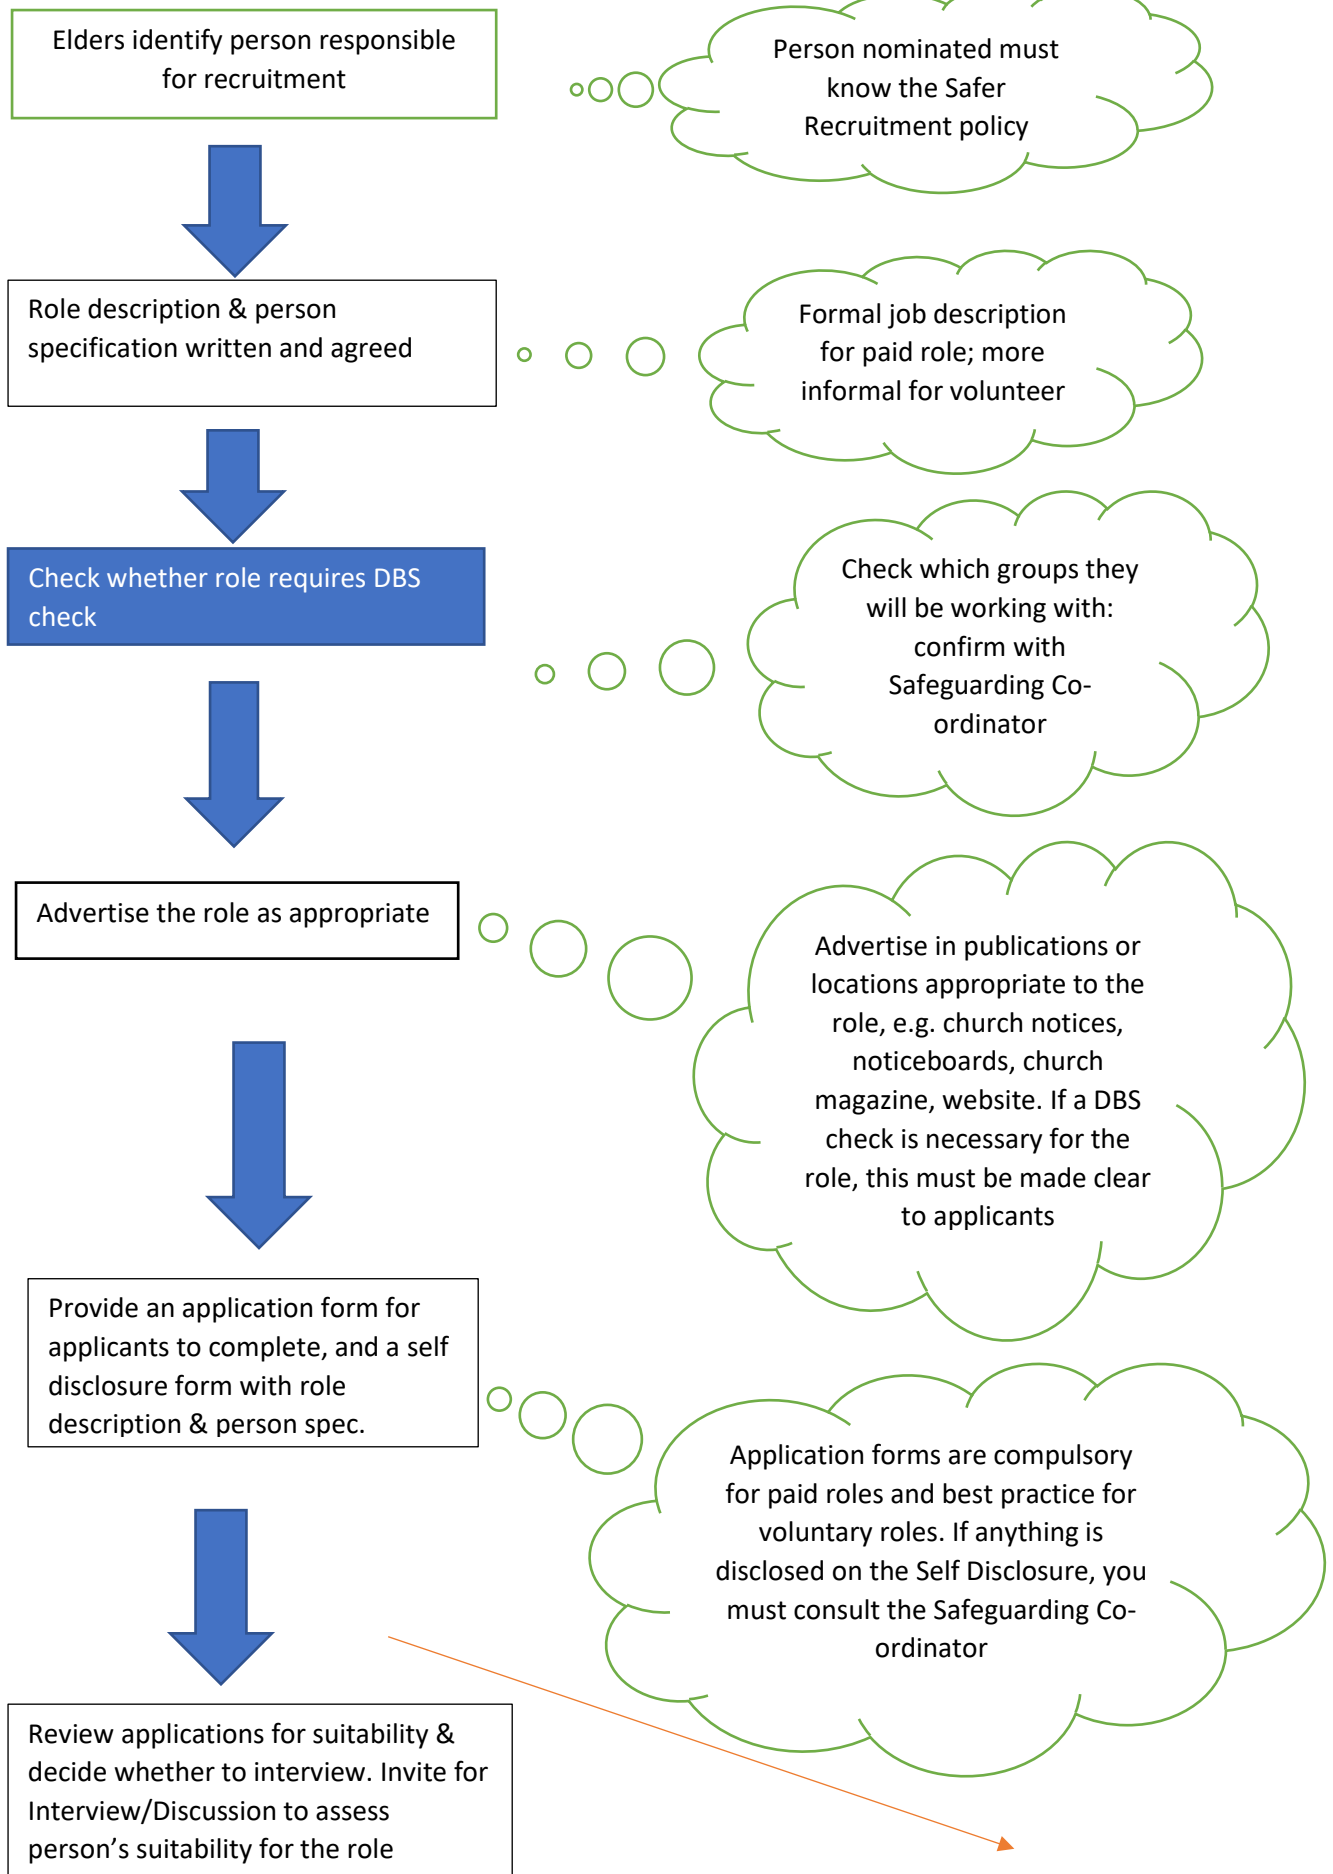 Elders identify person responsible
for recruitment
Person nominated must
know the Safer
Recruitment policy
Role description & person
specification written and agreed
Formal job description
for paid role; more
informal for volunteer
Check whether role requires DBS
check
Check which groups they
will be working with:
confirm with
Safeguarding Co-
ordinator
Advertise the role as appropriate
Advertise in publications or
locations appropriate to the
role, e.g. church notices,
noticeboards, church
magazine, website. If a DBS
check is necessary for the
role, this must be made clear
to applicants
Provide an application form for
applicants to complete, and a self
disclosure form with role
description & person spec.
Application forms are compulsory
for paid roles and best practice for
voluntary roles. If anything is
disclosed on the Self Disclosure, you
must consult the Safeguarding Co-
ordinator
Review applications for suitability &
decide whether to interview. Invite for
Interview/Discussion to assess
person’s suitability for the role